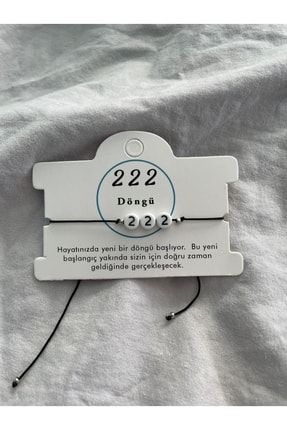 222
Döngü
2 2 2
Hayatınızda yeni bir döngü başlıyor. Bu yeni
başlangıç yakında sizin için doğru zaman
geldiğinde gerçekleşecek.